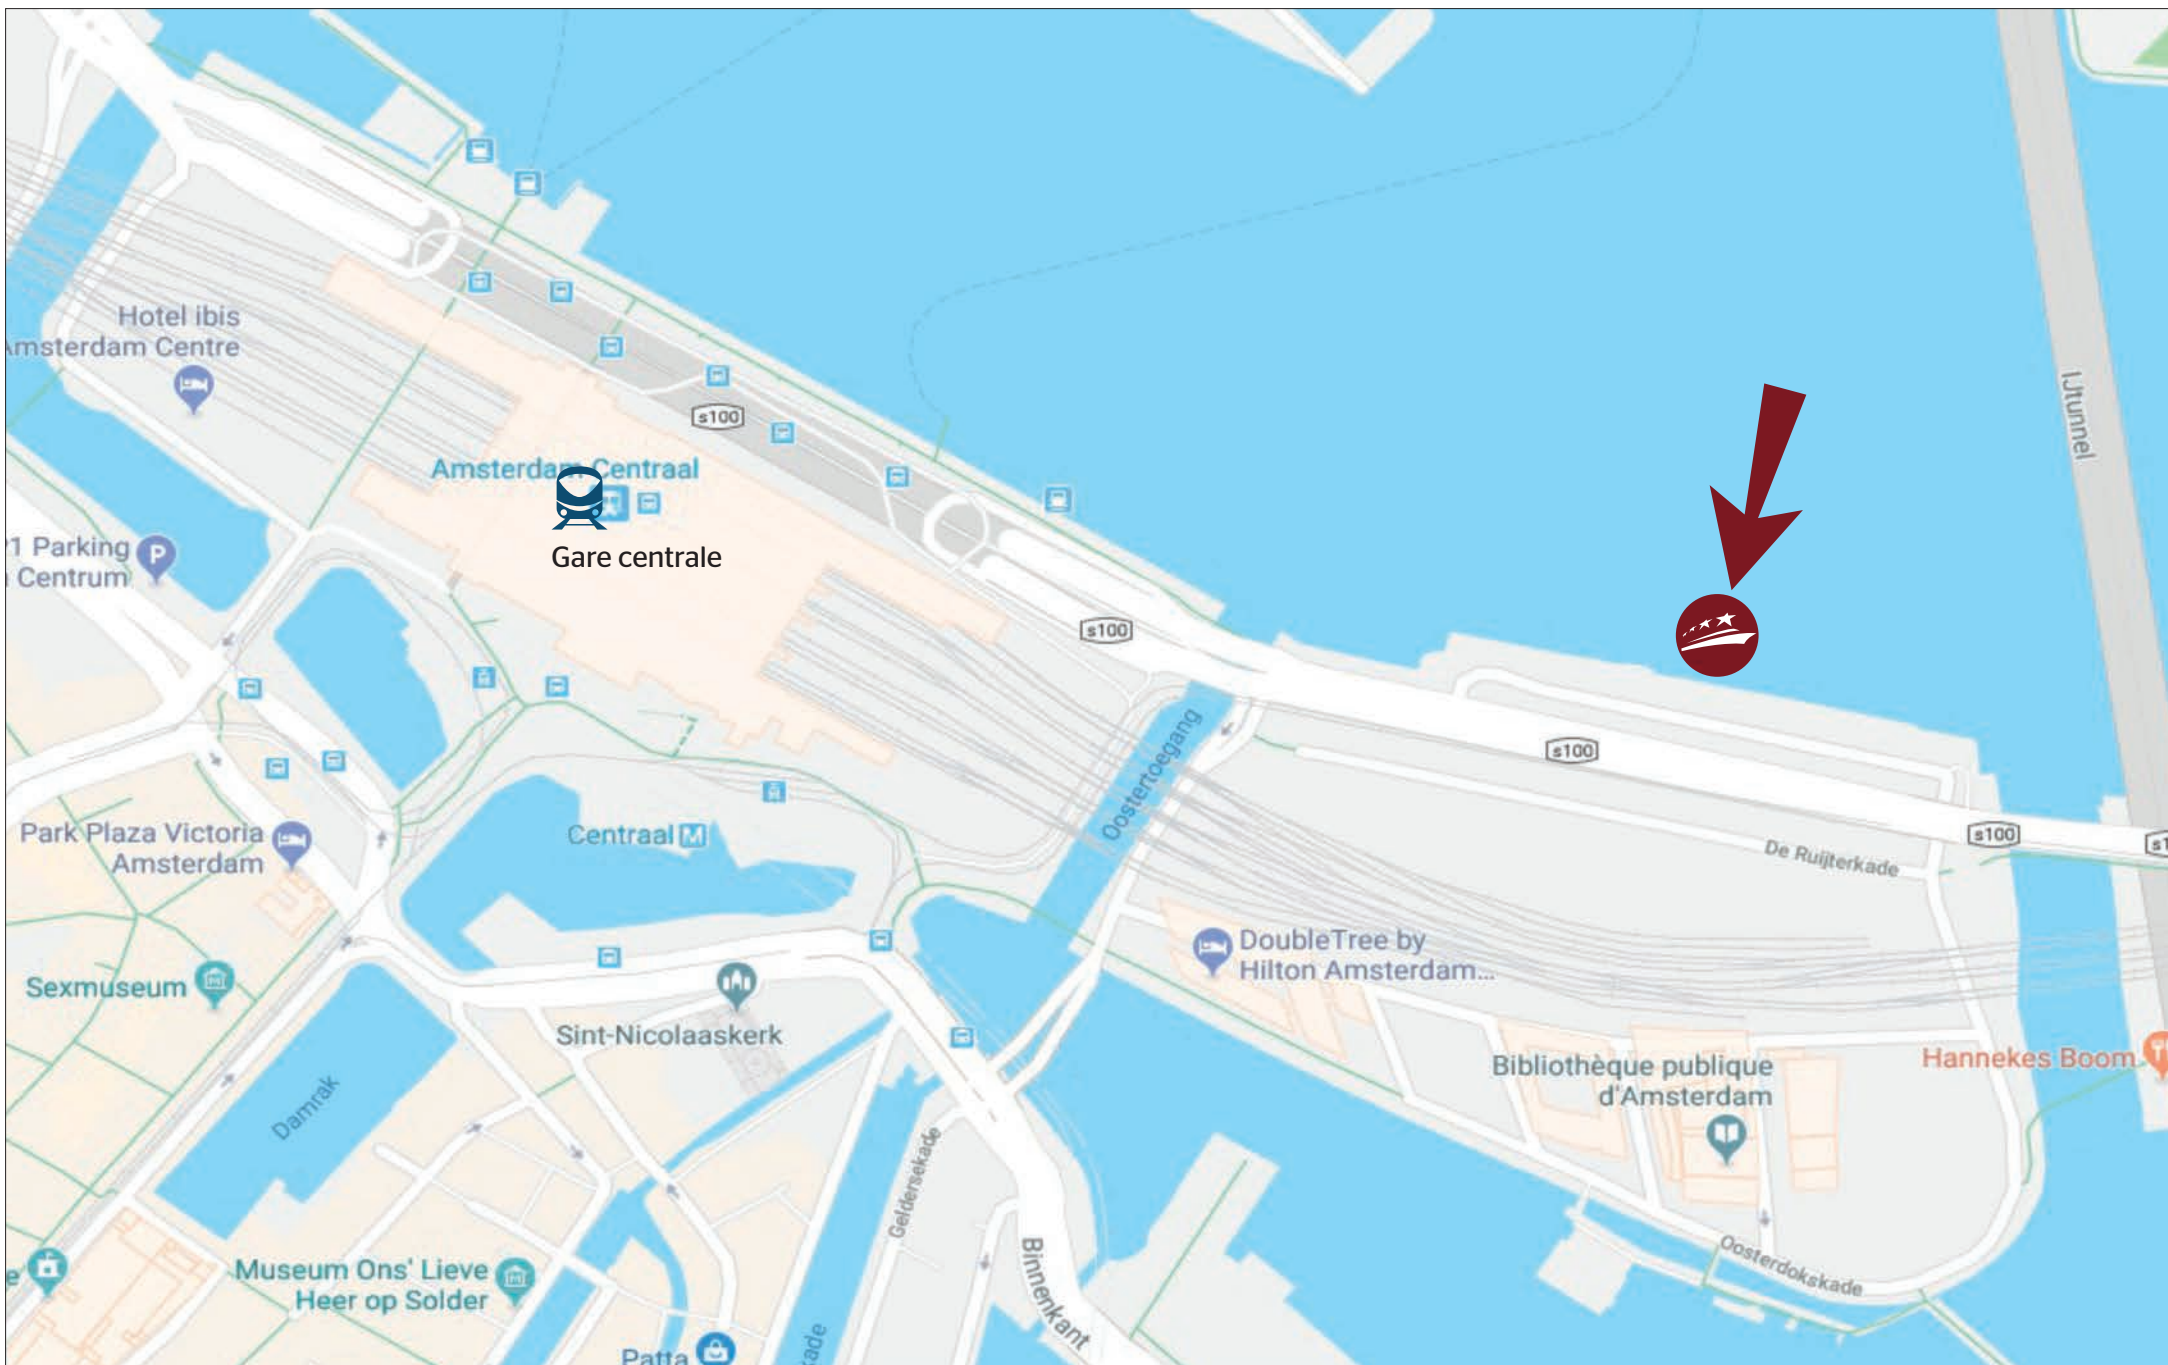 Hotel ibis
Amsterdam Centre
s100
Amsterdam Centraal
Gare centrale
P1 Parking
Centrum
P
s100
IJtunnel
Oostertoegang
s100
s100
De Ruijterkade
Park Plaza Victoria
Amsterdam
Centraal M
DoubleTree by
Hilton Amsterdam...
Sexmuseum
Sint-Nicolaaskerk
Bibliothèque publique
d'Amsterdam
Hannekes Boom
Damrak
Geldersekade
Binnenkant
Oosterdokskade
Museum Ons' Lieve
Heer op Solder
Patta